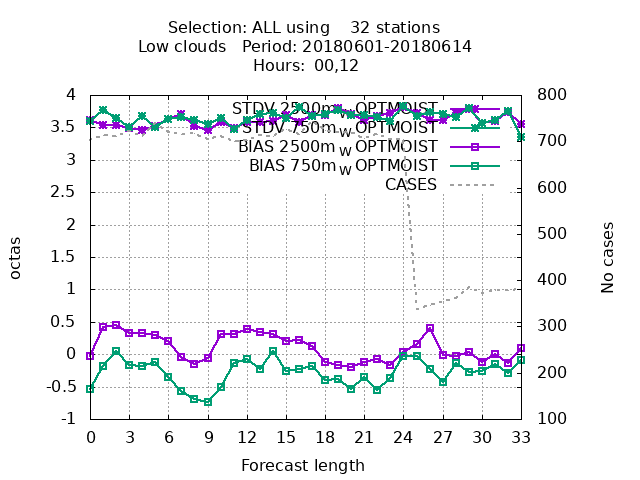 Selection: ALL using    32 stations
Low clouds   Period: 20180601-20180614
Hours:  00,12
STDV 2500m_W OPTMOIST
STDV 750m_W OPTMOIST
BIAS 2500m_W OPTMOIST
BIAS 750m_W OPTMOIST
CASES
4
3.5
3
2.5
2
1.5
1
0.5
0
-0.5
-1
800
700
600
500
400
300
200
100
octas
No cases
0 3 6 9 12 15 18 21 24 27 30 33
Forecast length